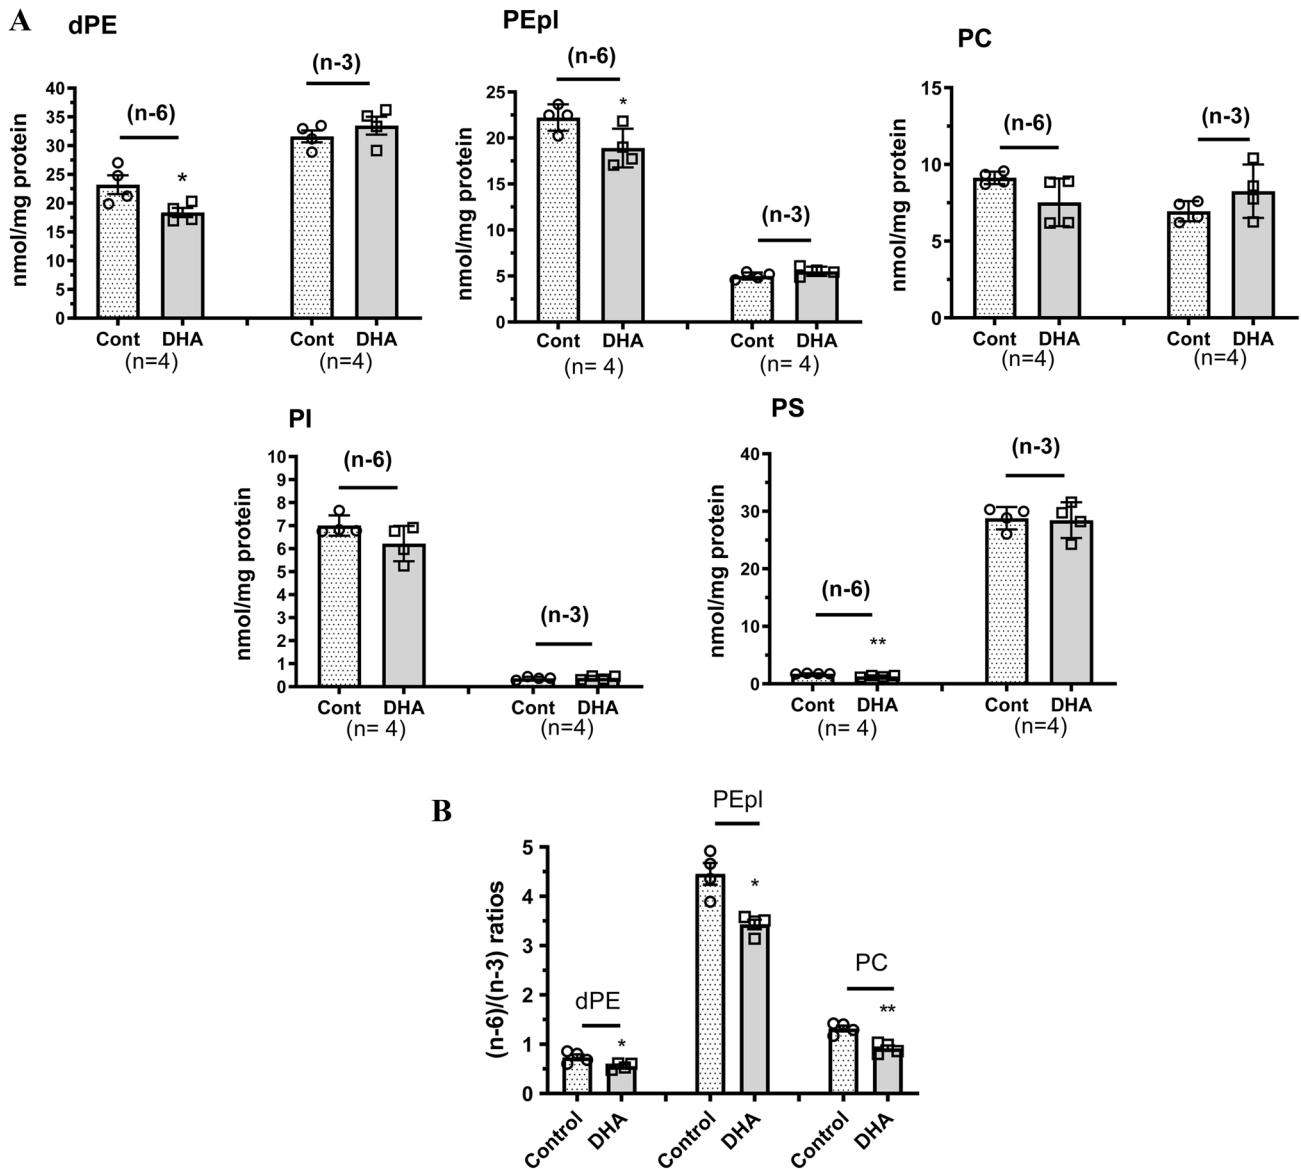 A
dPE
nmol/mg protein
40
35
30
25
20
15
10
5
0
(n-6)
(n-3)
*
Cont DHA Cont DHA
(n=4) (n=4)
PEpl
nmol/mg protein
25
20
15
10
5
0
(n-6)
*
(n-3)
Cont DHA Cont DHA
(n= 4) (n= 4)
PC
nmol/mg protein
15
10
5
0
(n-6)
(n-3)
Cont DHA Cont DHA
(n=4) (n=4)
PI
nmol/mg protein
10
9
8
7
6
5
4
3
2
1
0
(n-6)
(n-3)
Cont DHA Cont DHA
(n= 4) (n=4)
PS
nmol/mg protein
40
30
20
10
0
(n-6)
**
(n-3)
Cont DHA Cont DHA
(n= 4) (n=4)
B
(n-6)/(n-3) ratios
5
4
3
2
1
0
dPE
*
PEpl
*
PC
**
Control DHA Control DHA Control DHA